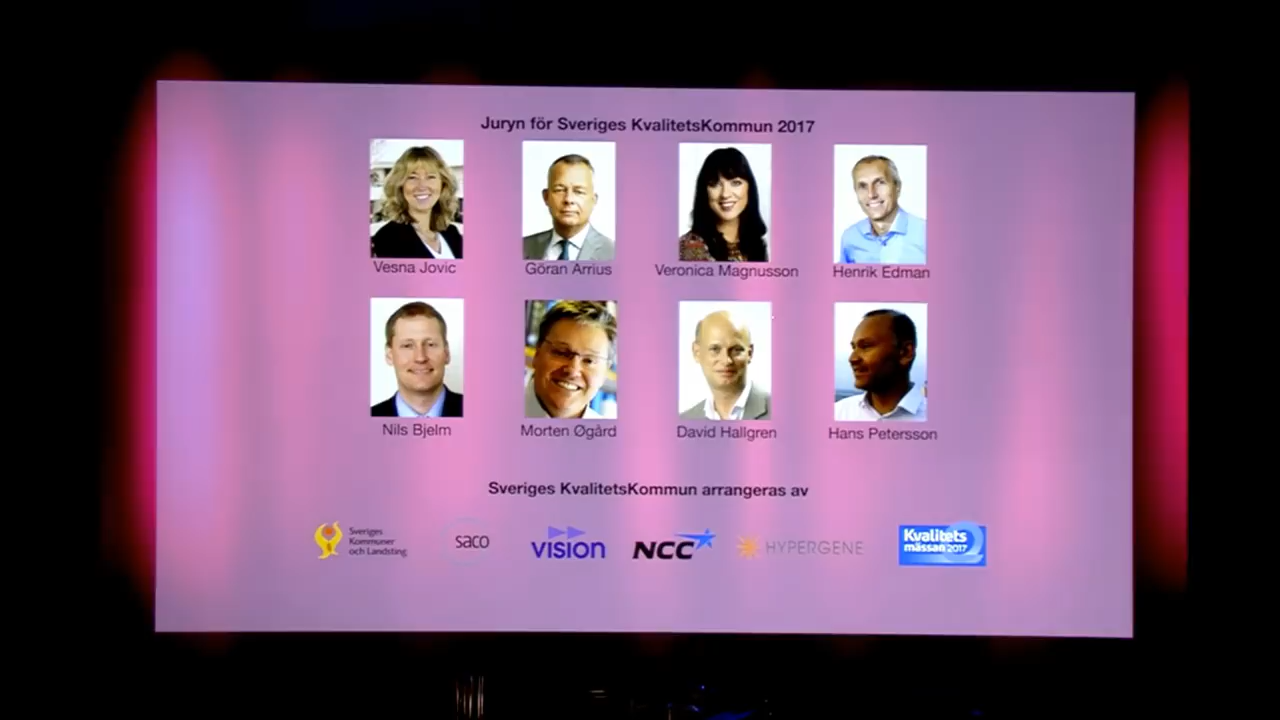 Juryn för Sveriges KvalitetsKommun 2017
Vesna Jovic
Göran Arrius
Veronica Magnusson
Henrik Edman
Nils Bjelm
Morten Øgård
David Hallgren
Hans Petersson
Sveriges KvalitetsKommun arrangeras av
Sveriges
Kommuner
och Landsting
saco
VISION
NCC
HYPERGENE
Kvalitets
mässan 2017